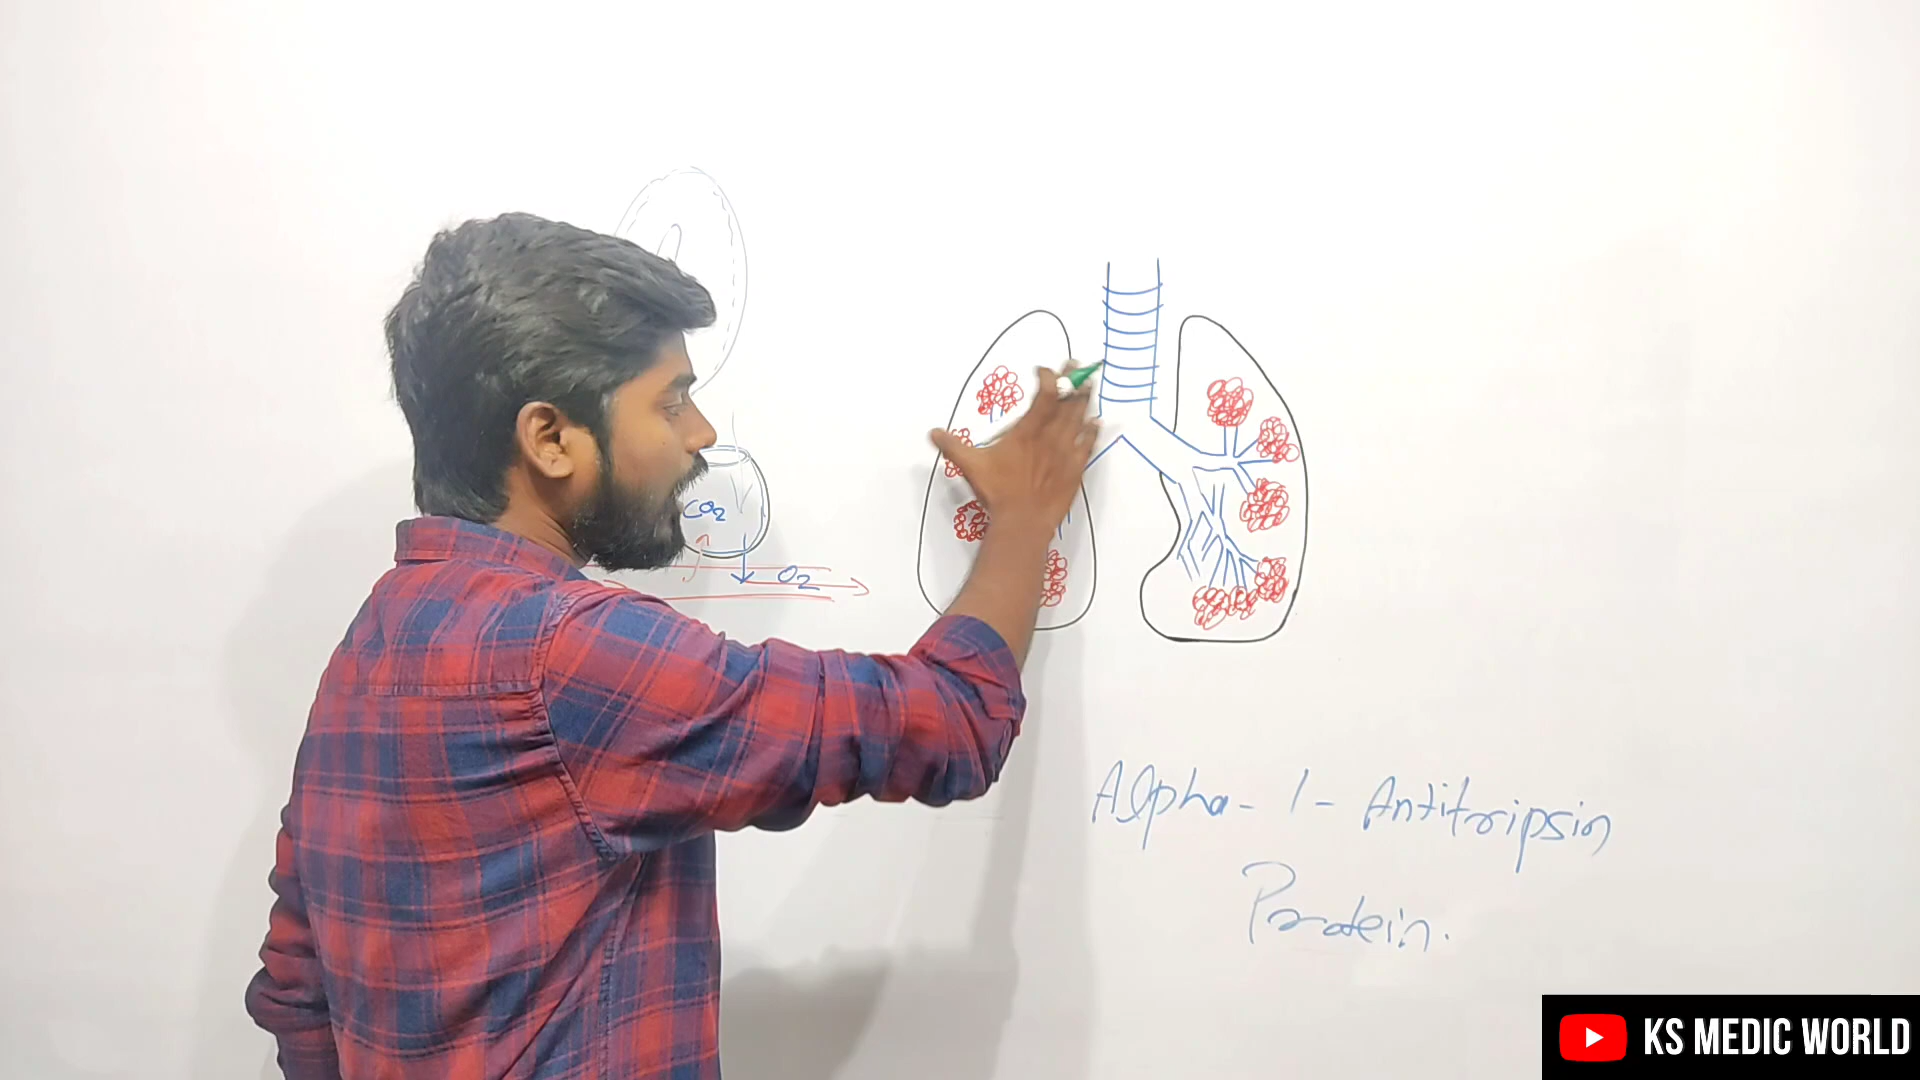 CO2
O2
Alpha-1-Antitripsin
Protein.
KS MEDIC WORLD